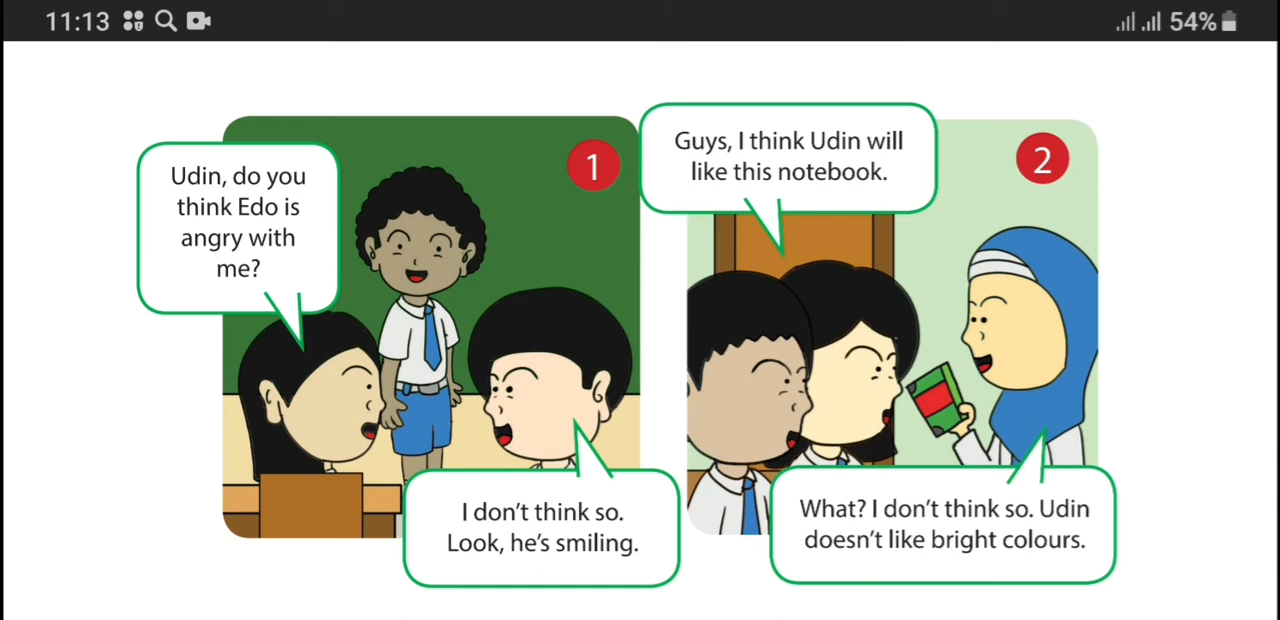 11:13
54%
1
Udin, do you
think Edo is
angry with
me?
I don't think so.
Look, he's smiling.
2
Guys, I think Udin will
like this notebook.
What? I don't think so. Udin
doesn't like bright colours.